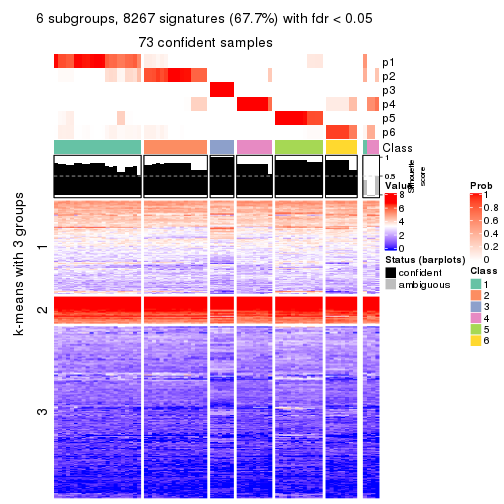 6 subgroups, 8267 signatures (67.7%) with fdr < 0.05
73 confident samples
p1
p2
p3
p4
p5
p6
Class
1
0.5
0
Silhouette
score
k-means with 3 groups
1
2
3
Value
8
6
4
2
0
Status (barplots)
confident
ambiguous
Prob
1
0.8
0.6
0.4
0.2
0
Class
1
2
3
4
5
6